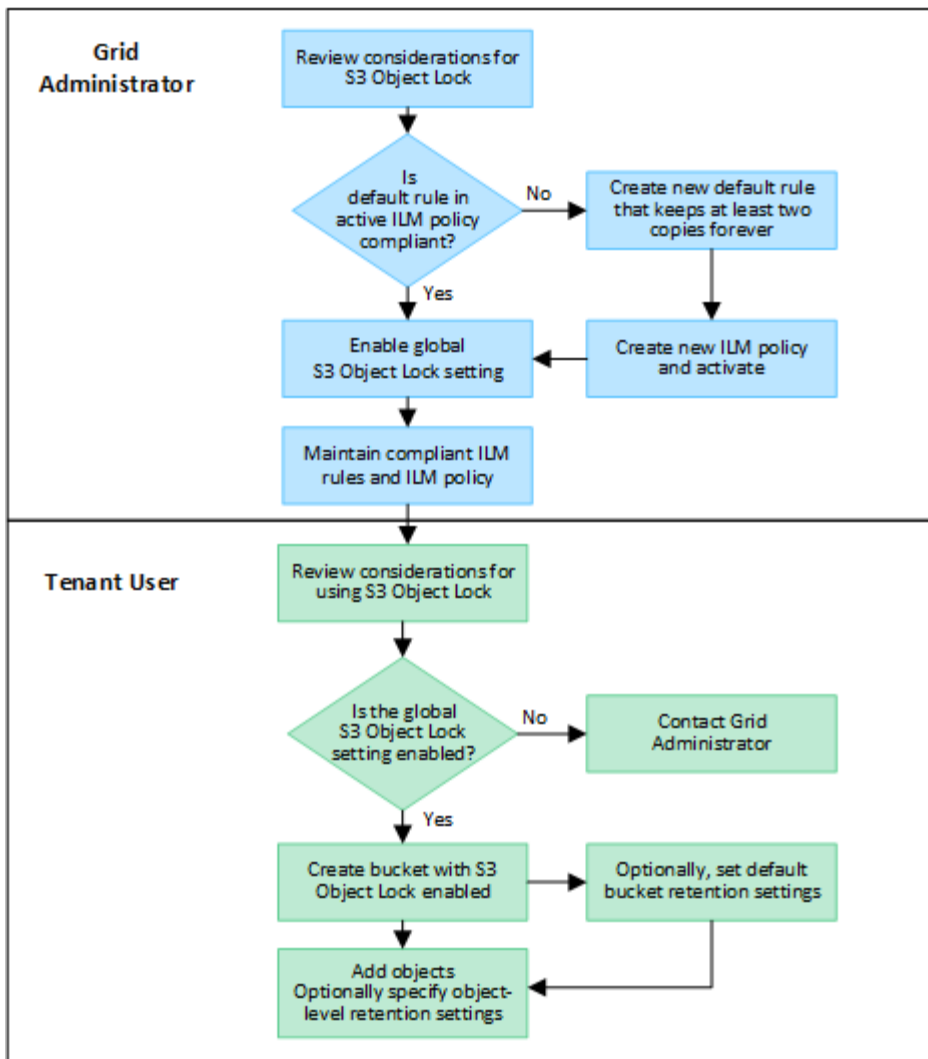 Grid
Administrator
Review considerations for
S3 Object Lock
Is
default rule in
active ILM policy
compliant?
No
Create new default rule
that keeps at least two
copies forever
Yes
Enable global
S3 Object Lock setting
Create new ILM policy
and activate
Maintain compliant ILM
rules and ILM policy
Tenant User
Review considerations for
using S3 Object Lock
Is the global
S3 Object Lock
setting enabled?
No
Contact Grid
Administrator
Yes
Create bucket with S3
Object Lock enabled
Optionally, set default
bucket retention settings
Add objects
Optionally specify object-
level retention settings